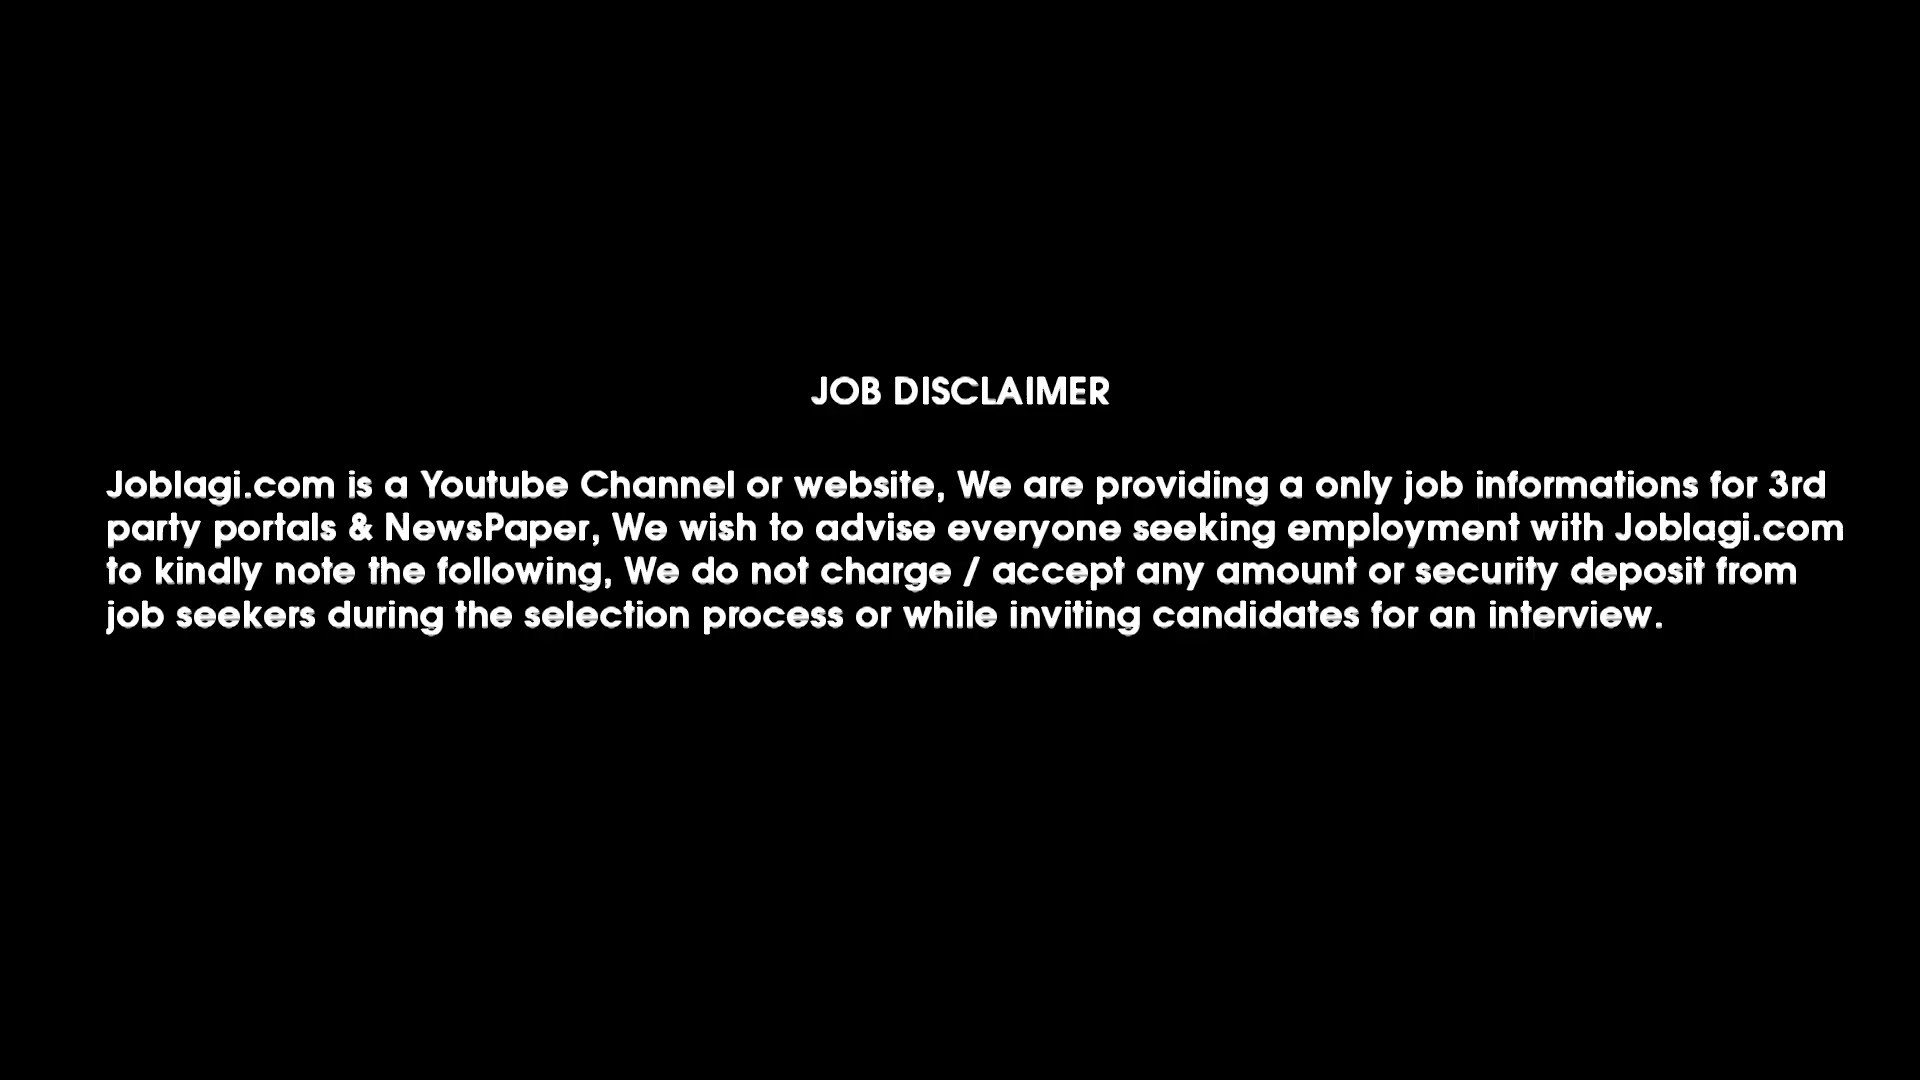 JOB DISCLAIMER
Joblagi.com is a Youtube Channel or website, We are providing a only job informations for 3rd
party portals & NewsPaper, We wish to advise everyone seeking employment with Joblagi.com
to kindly note the following, We do not charge / accept any amount or security deposit from
job seekers during the selection process or while inviting candidates for an interview.